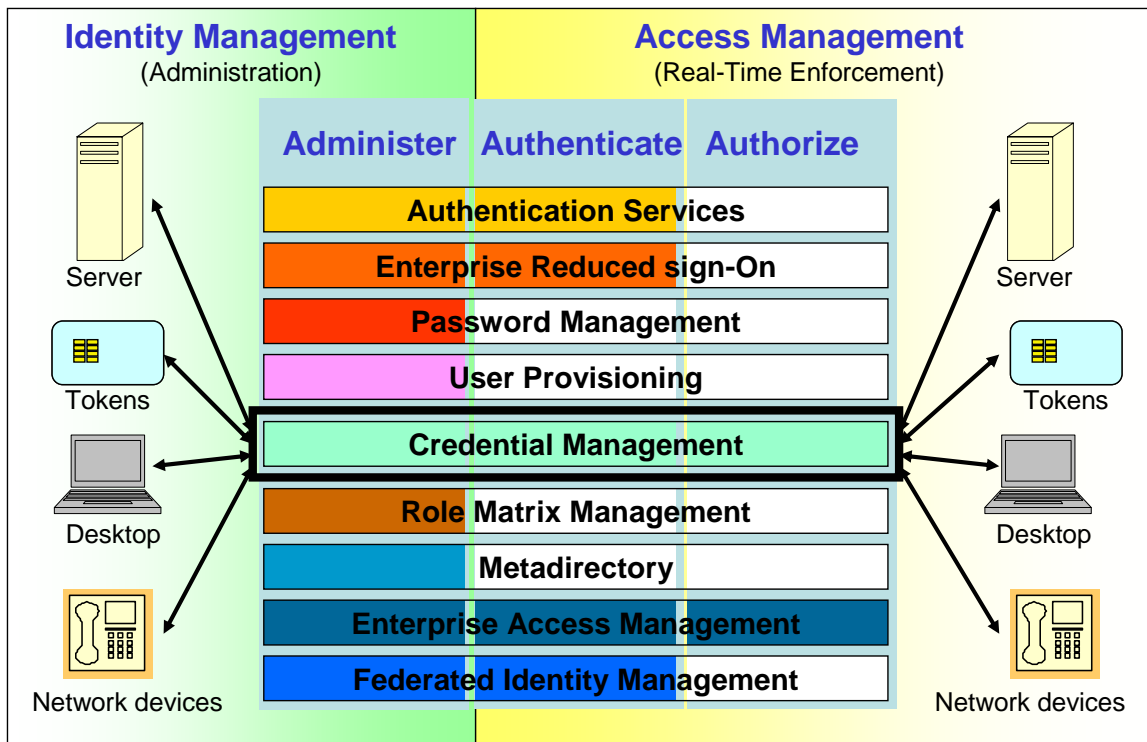 Identity Management
(Administration)
Access Management
(Real-Time Enforcement)
Administer
Authenticate
Authorize
Authentication Services
Enterprise Reduced sign-On
Password Management
User Provisioning
Credential Management
Role Matrix Management
Metadirectory
Enterprise Access Management
Federated Identity Management
Server
Tokens
Desktop
Network devices
Server
Tokens
Desktop
Network devices